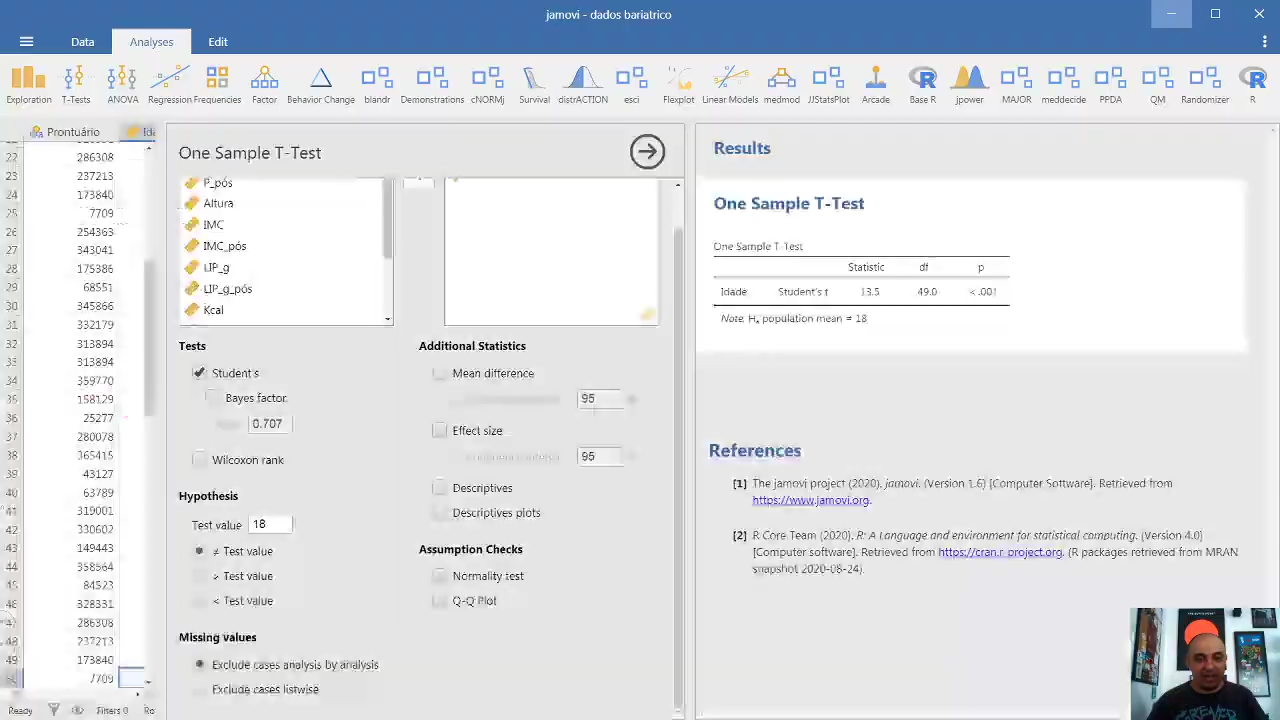 jamovi - dados bariatrico
Data
Analyses
Edit
Exploration
T-Tests
ANOVA
Regression
Frequencies
Factor
Behavior Change
blandr
Demonstrations
cNORMj
Survival
distrACTION
esci
Flexplot
Linear Models
medmod
JJStatsPlot
Arcade
Base R
jpower
MAJOR
meddecide
PPDA
QM
Randomizer
R
Prontuário
Ida
22 286308
23 237213
24 173840
25 7709
26 254363
27 343041
28 175386
29 68551
30 345866
31 332179
32 313894
33 313894
34 359770
35 158129
36 25277
37 280078
38 365415
39 43127
40 63789
41 319001
42 330602
43 149443
44 358564
45 84523
46 328331
47 286308
48 237213
49 173840
7709
Ready
Filters 0
One Sample T-Test
P_pós
Altura
IMC
IMC_pós
LIP_g
LIP_g_pós
Kcal
Tests
Student's
Bayes factor
0.707
Wilcoxon rank
Hypothesis
Test value 18
≠ Test value
> Test value
< Test value
Missing values
Exclude cases analysis by analysis
Exclude cases listwise
Additional Statistics
Mean difference
95
Effect size
95
Descriptives
Descriptives plots
Assumption Checks
Normality test
Q-Q Plot
Results
One Sample T-Test
One Sample T-Test
Statistic df p
Idade Student's t 13.5 49.0 < .001
Note. Hₐ population mean ≠ 18
References
[1] The jamovi project (2020). jamovi. (Version 1.6) [Computer Software]. Retrieved from
https://www.jamovi.org.
[2] R Core Team (2020). R: A Language and environment for statistical computing. (Version 4.0)
[Computer software]. Retrieved from https://cran.r-project.org. (R packages retrieved from MRAN
snapshot 2020-08-24).